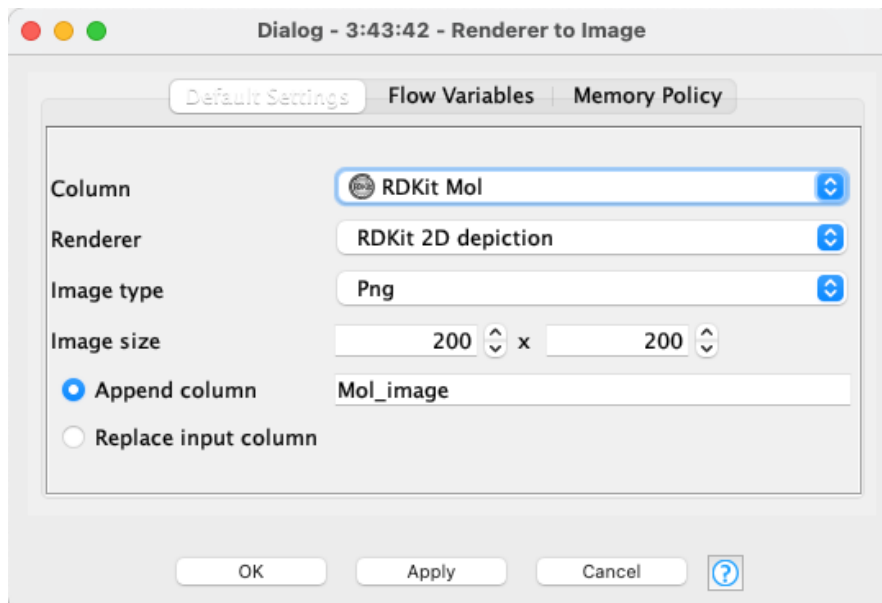 Dialog - 3:43:42 - Renderer to Image
Default Settings Flow Variables Memory Policy
Column RDKit Mol
Renderer RDKit 2D depiction
Image type Png
Image size 200 x 200
Append column Mol_image
Replace input column
OK Apply Cancel ?